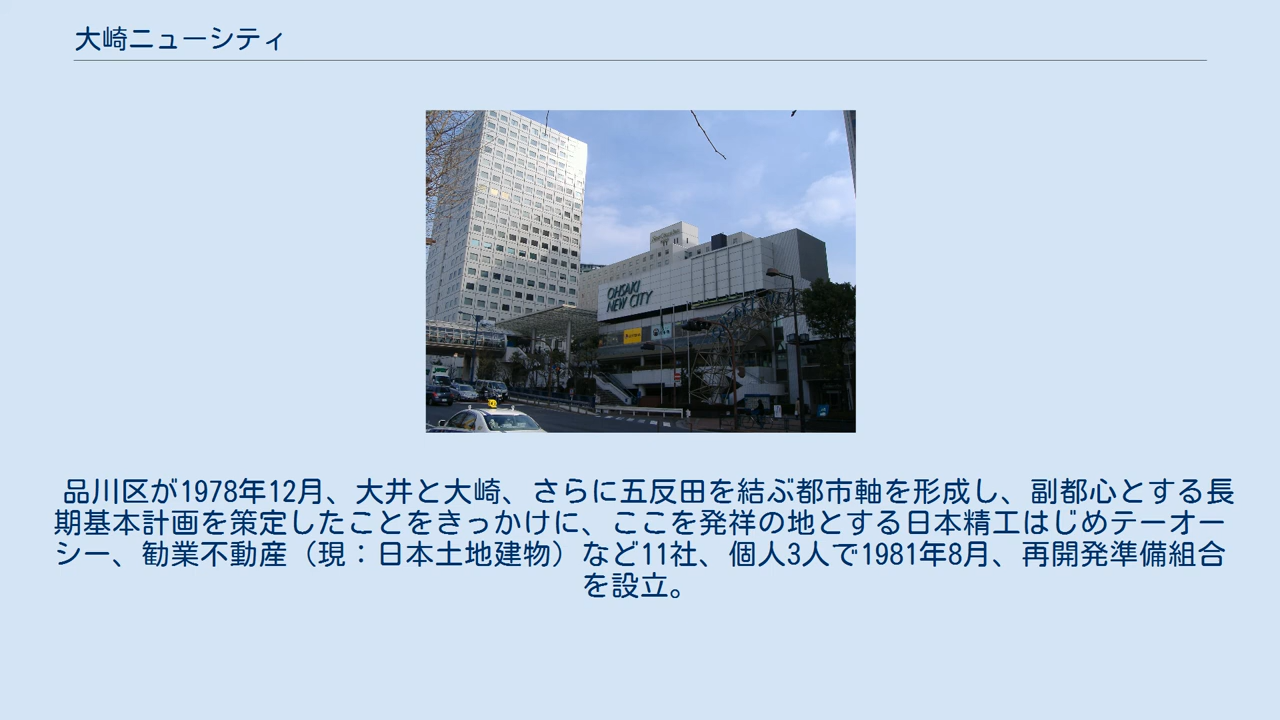 大崎ニューシティ
OHSAKI
NEW CITY
品川区が1978年12月、大井と大崎、さらに五反田を結ぶ都市軸を形成し、副都心とする長
期基本計画を策定したことをきっかけに、ここを発祥の地とする日本精工はじめテーオー
シー、勧業不動産（現：日本土地建物）など11社、個人3人で1981年8月、再開発準備組合
を設立。